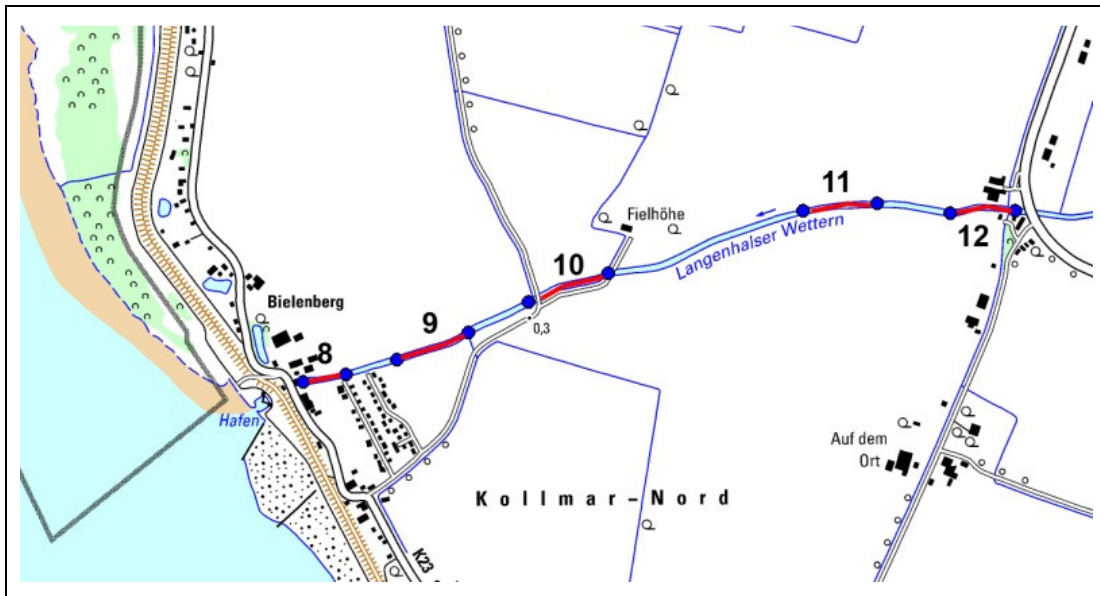 11
Fielhöhe
12
Langenhalser Wettern
10
Bielenberg
9
0,3
8
Hafen
Auf dem
Ort
Kollmar-Nord
K23